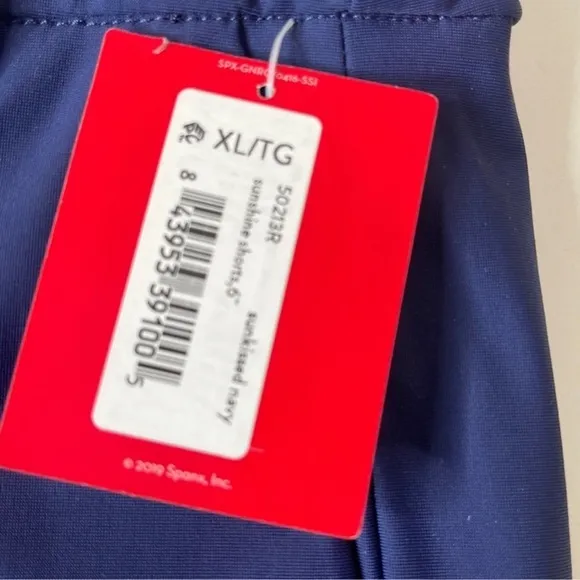 XL/TG
50213R
sunshine shorts,6" sunkissed navy
8 43953 39100 5
© 2019 Spanx, Inc.